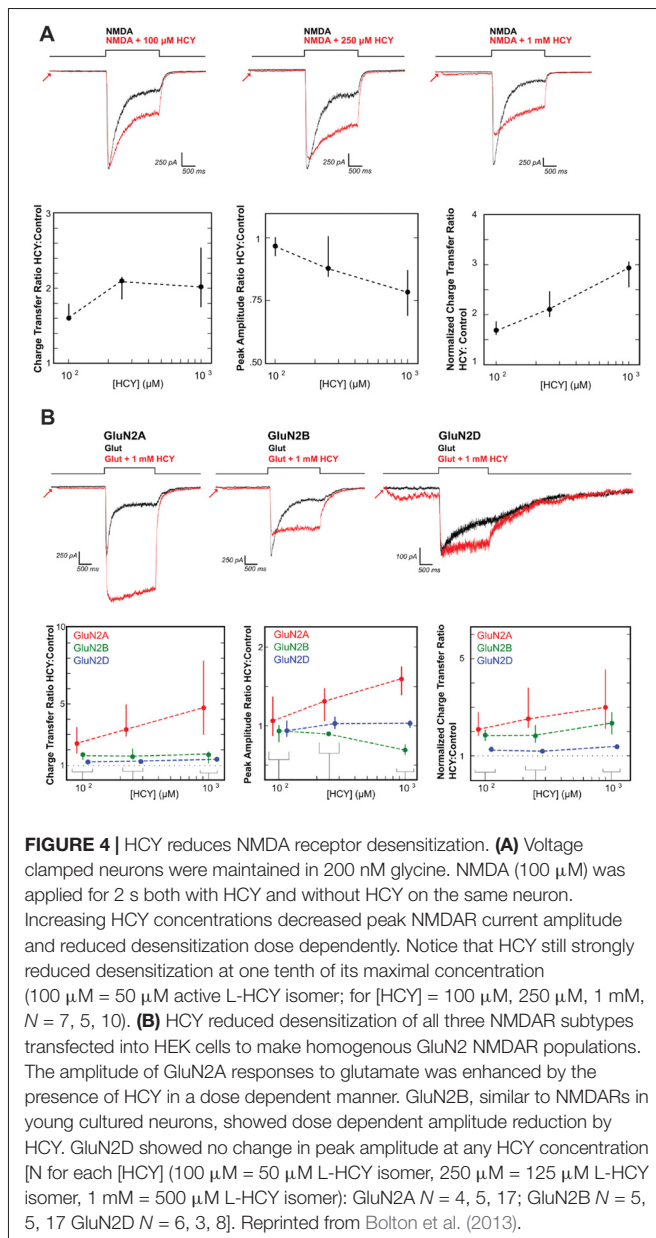 A
NMDA
NMDA + 100 µM HCY
NMDA
NMDA + 250 µM HCY
NMDA
NMDA + 1 mM HCY
250 pA
500 ms
250 pA
500 ms
250 pA
500 ms
Charge Transfer Ratio HCY:Control
3
2
1
10 2
10 3
[HCY] (µM)
Peak Amplitude Ratio HCY:Control
1
.75
.50
10 2
10 3
[HCY] (µM)
Normalized Charge Transfer Ratio
HCY: Control
4
3
2
1
10 2
10 3
[HCY] (µM)
B
GluN2A
Glut
Glut + 1 mM HCY
GluN2B
Glut
Glut + 1 mM HCY
GluN2D
Glut
Glut + 1 mM HCY
250 pA
500 ms
250 pA
500 ms
100 pA
500 ms
Charge Transfer Ratio HCY:Control
10
5
1
GluN2A
GluN2B
GluN2D
10 2
10 3
[HCY] (µM)
Peak Amplitude Ratio HCY:Control
2
1
GluN2A
GluN2B
GluN2D
10 2
10 3
[HCY] (µM)
Normalized Charge Transfer Ratio
HCY:Control
5
1
GluN2A
GluN2B
GluN2D
10 2
10 3
[HCY] (µM)
FIGURE 4 | HCY reduces NMDA receptor desensitization. (A) Voltage
clamped neurons were maintained in 200 nM glycine. NMDA (100 µM) was
applied for 2 s both with HCY and without HCY on the same neuron.
Increasing HCY concentrations decreased peak NMDAR current amplitude
and reduced desensitization dose dependently. Notice that HCY still strongly
reduced desensitization at one tenth of its maximal concentration
(100 µM = 50 µM active L-HCY isomer; for [HCY] = 100 µM, 250 µM, 1 mM,
N = 7, 5, 10). (B) HCY reduced desensitization of all three NMDAR subtypes
transfected into HEK cells to make homogenous GluN2 NMDAR populations.
The amplitude of GluN2A responses to glutamate was enhanced by the
presence of HCY in a dose dependent manner. GluN2B, similar to NMDARs in
young cultured neurons, showed dose dependent amplitude reduction by
HCY. GluN2D showed no change in peak amplitude at any HCY concentration
[N for each [HCY] (100 µM = 50 µM L-HCY isomer, 250 µM = 125 µM L-HCY
isomer, 1 mM = 500 µM L-HCY isomer): GluN2A N = 4, 5, 17; GluN2B N = 5,
5, 17 GluN2D N = 6, 3, 8]. Reprinted from Bolton et al. (2013).